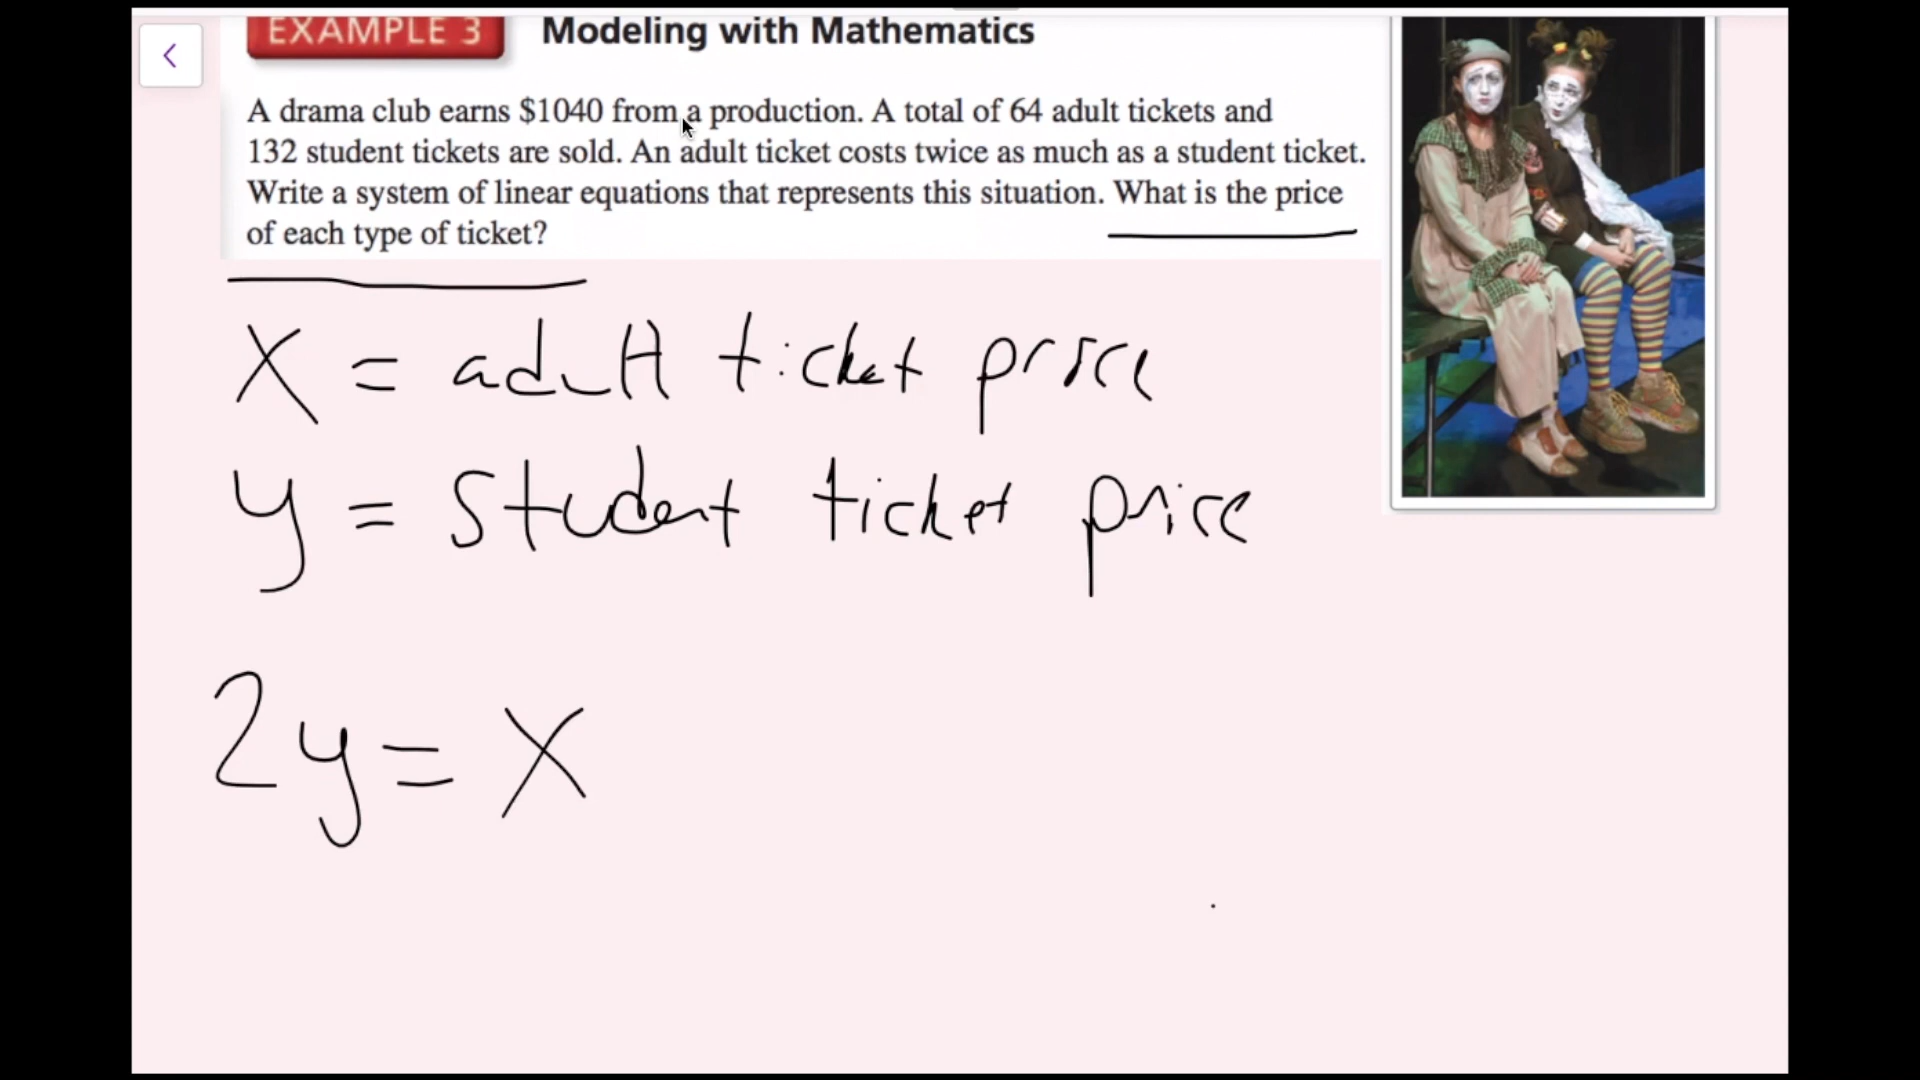 EXAMPLE 3 Modeling with Mathematics
A drama club earns $1040 from a production. A total of 64 adult tickets and
132 student tickets are sold. An adult ticket costs twice as much as a student ticket.
Write a system of linear equations that represents this situation. What is the price
of each type of ticket?
X = adult ticket price
y = student ticket price
2y = X